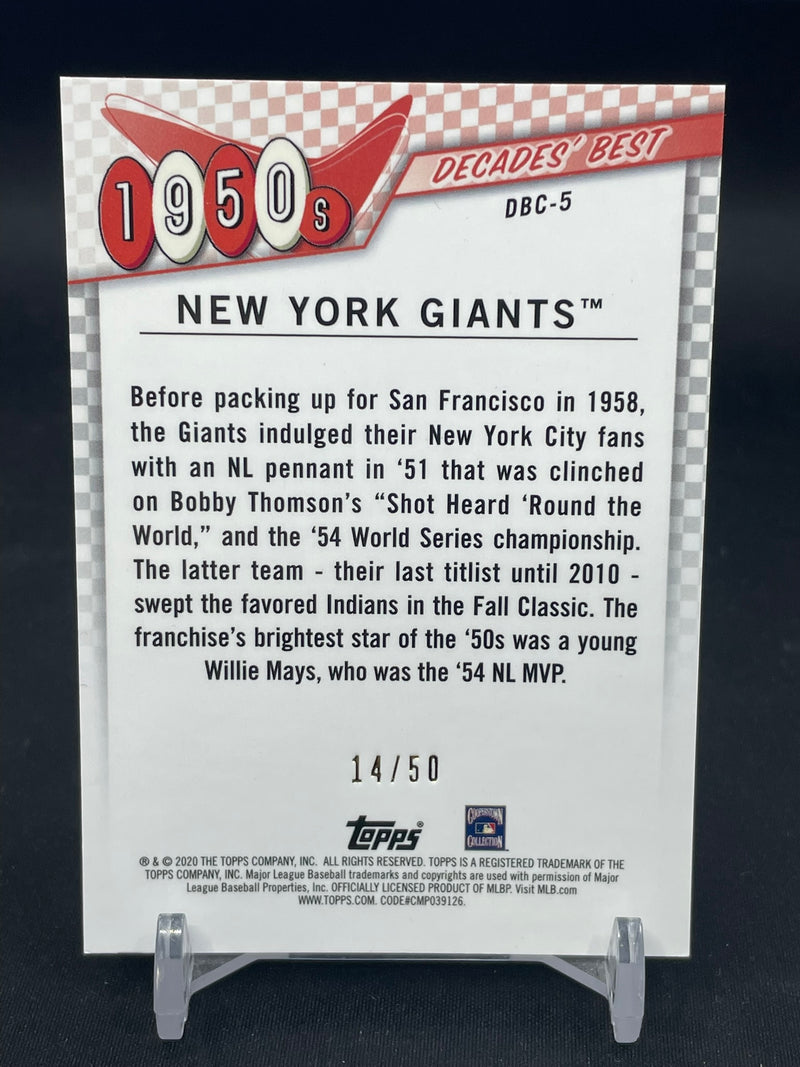 1950s
DECADES' BEST
DBC-5
NEW YORK GIANTS™
Before packing up for San Francisco in 1958,
the Giants indulged their New York City fans
with an NL pennant in ‘51 that was clinched
on Bobby Thomson’s “Shot Heard ‘Round the
World,” and the ‘54 World Series championship.
The latter team - their last titlist until 2010 -
swept the favored Indians in the Fall Classic. The
franchise’s brightest star of the ‘50s was a young
Willie Mays, who was the ‘54 NL MVP.
14/50
Topps®
COOPERSTOWN
COLLECTION
® & © 2020 THE TOPPS COMPANY, INC. ALL RIGHTS RESERVED. TOPPS IS A REGISTERED TRADEMARK OF THE
TOPPS COMPANY, INC. Major League Baseball trademarks and copyrights are used with permission of Major
League Baseball Properties, Inc. OFFICIALLY LICENSED PRODUCT OF MLBP. Visit MLB.com
WWW.TOPPS.COM. CODE#CMP039126.